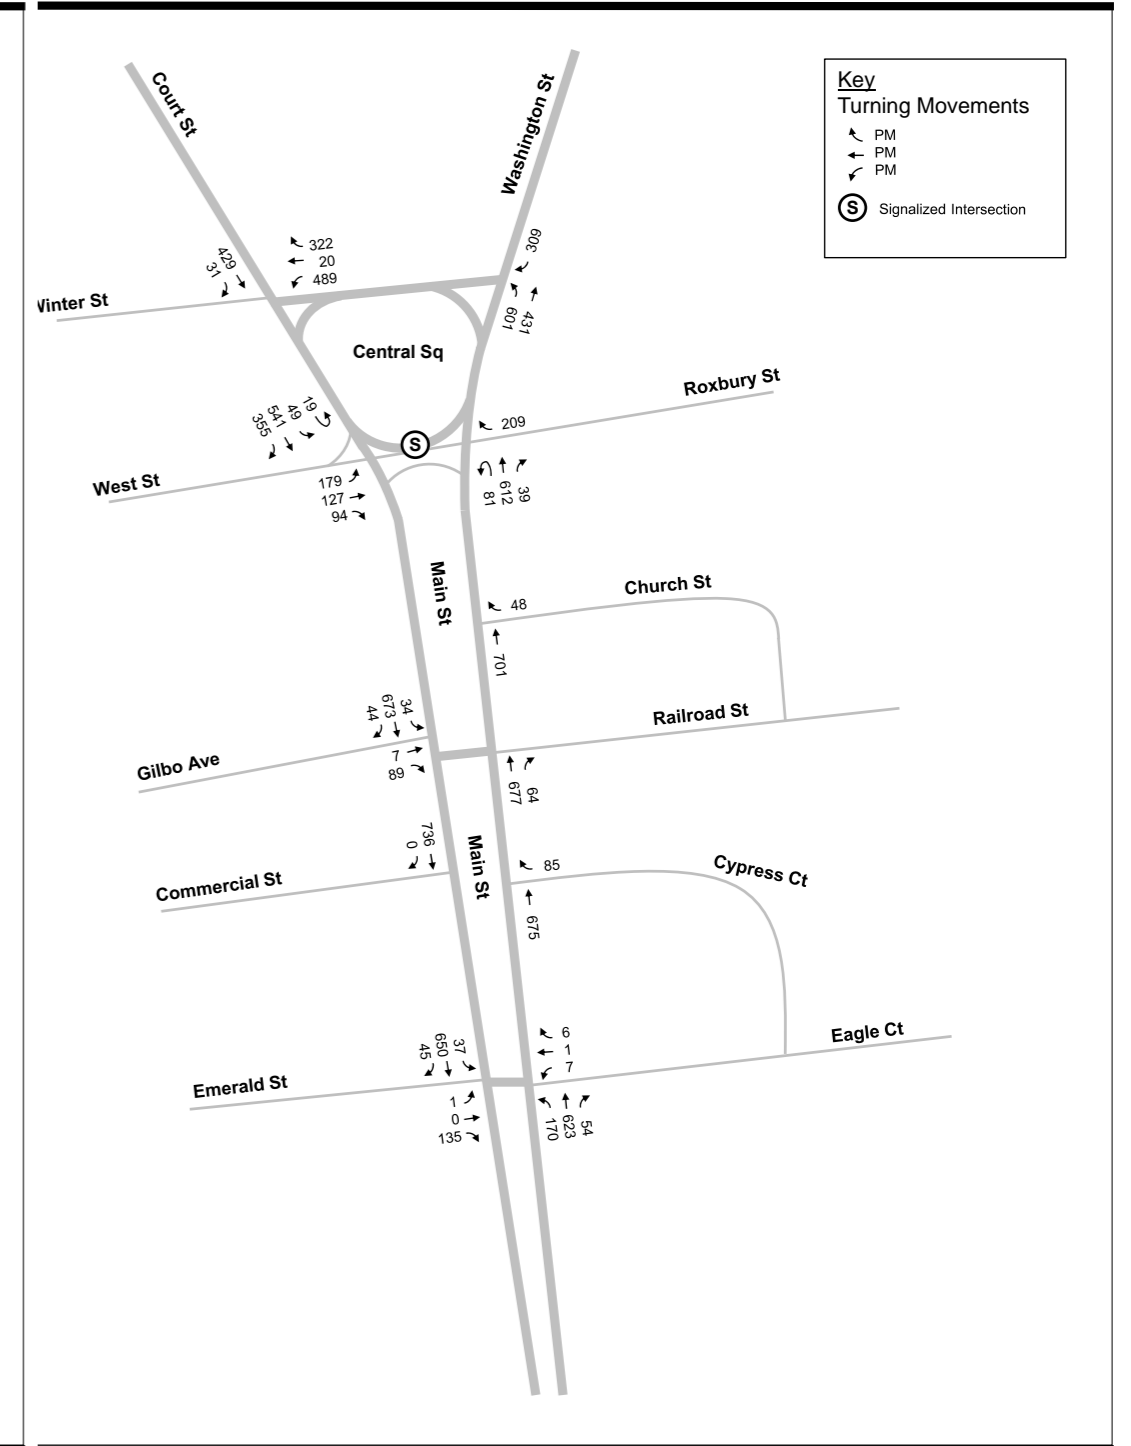 Key
Turning Movements
PM
PM
PM
S Signalized Intersection
Court St
Washington St
429
31
322
20
489
309
601
431
Winter St
Central Sq
Roxbury St
355
541
49
19
S
209
West St
179
127
94
81
612
39
Main St
Church St
48
701
44
673
34
Railroad St
Gilbo Ave
7
89
677
64
0
736
Main St
85
Cypress Ct
Commercial St
675
45
650
37
6
1
7
Eagle Ct
Emerald St
1
0
135
170
623
54